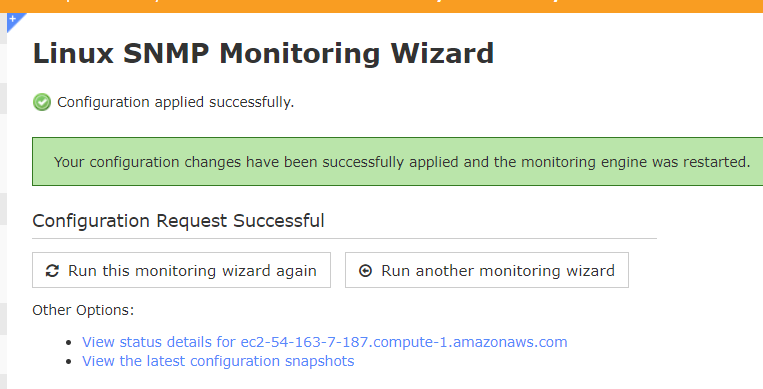 Linux SNMP Monitoring Wizard
Configuration applied successfully.
Your configuration changes have been successfully applied and the monitoring engine was restarted.
Configuration Request Successful
Run this monitoring wizard again
Run another monitoring wizard
Other Options:
View status details for ec2-54-163-7-187.compute-1.amazonaws.com
View the latest configuration snapshots